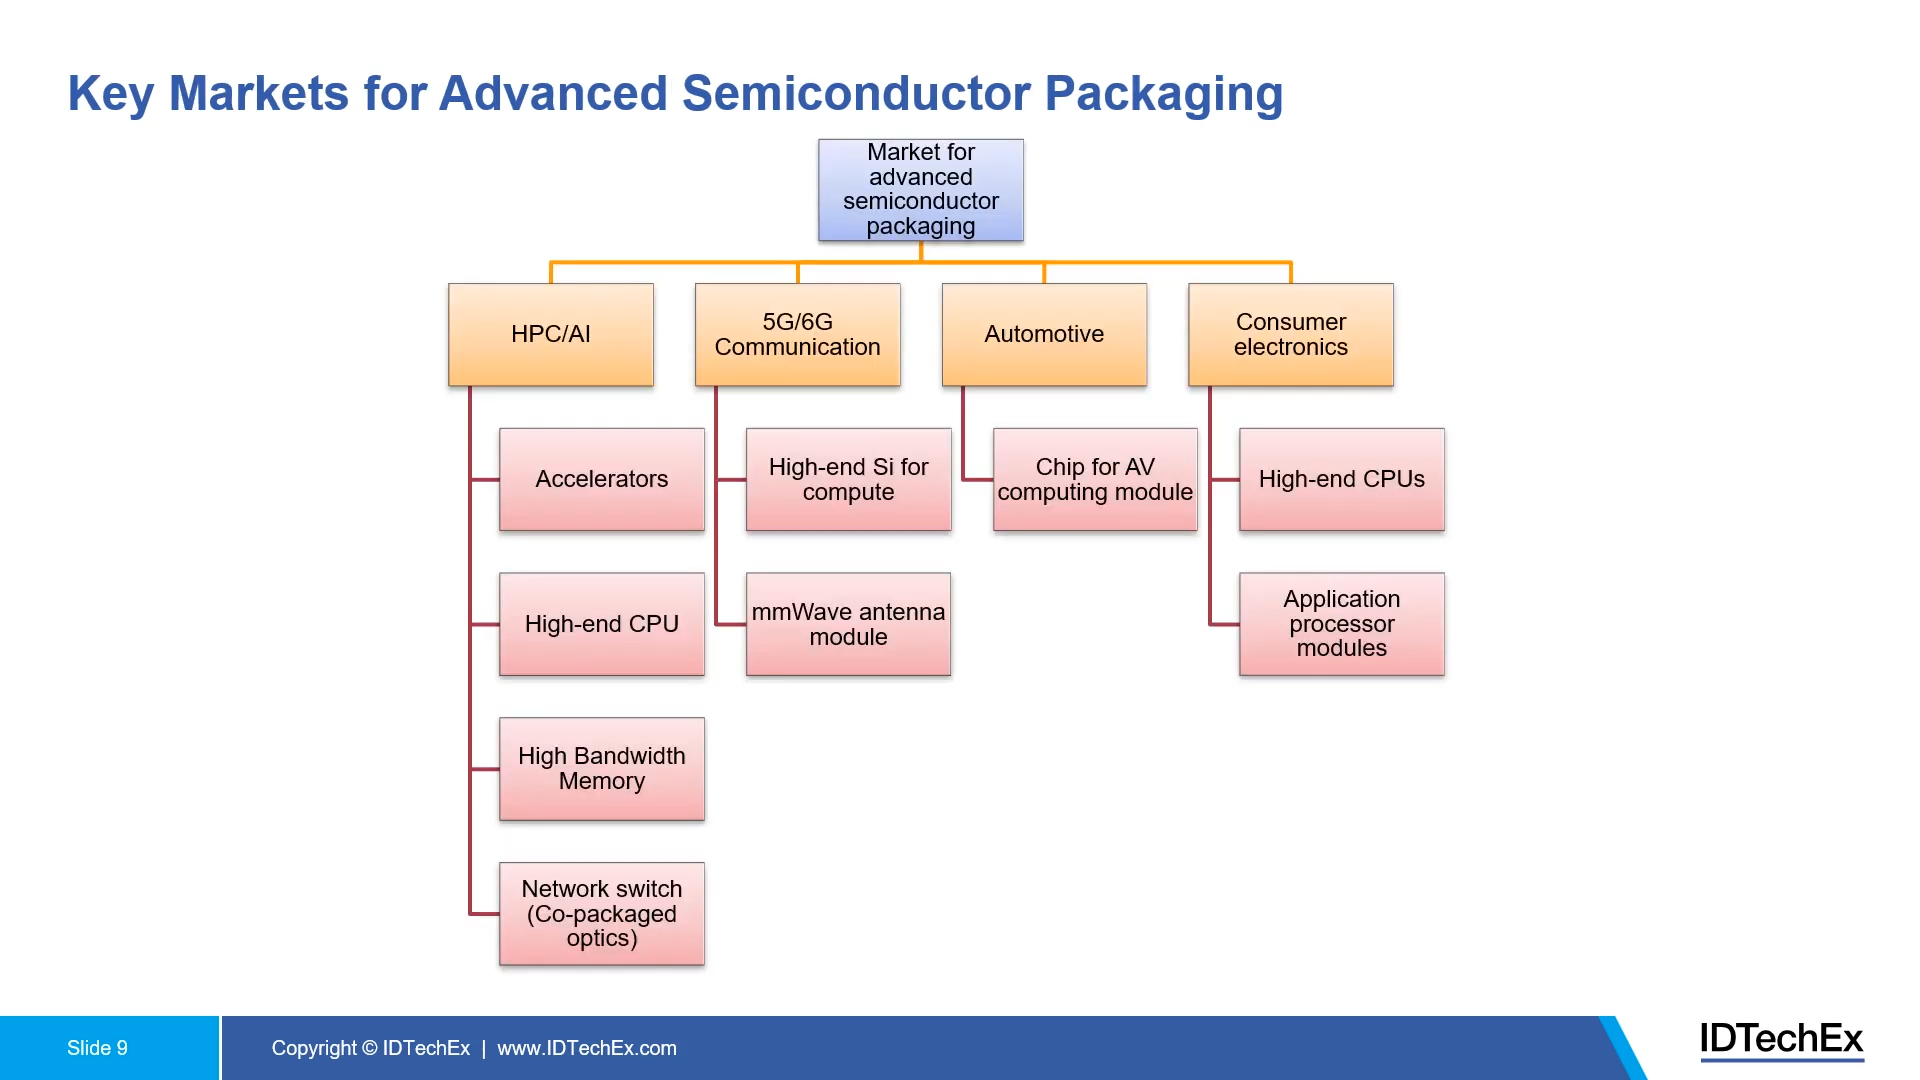 Key Markets for Advanced Semiconductor Packaging
Market for
advanced
semiconductor
packaging
HPC/AI
5G/6G
Communication
Automotive
Consumer
electronics
Accelerators
High-end Si for
compute
Chip for AV
computing module
High-end CPUs
High-end CPU
mmWave antenna
module
Application
processor
modules
High Bandwidth
Memory
Network switch
(Co-packaged
optics)
Slide 9
Copyright © IDTechEx | www.IDTechEx.com
IDTechEx